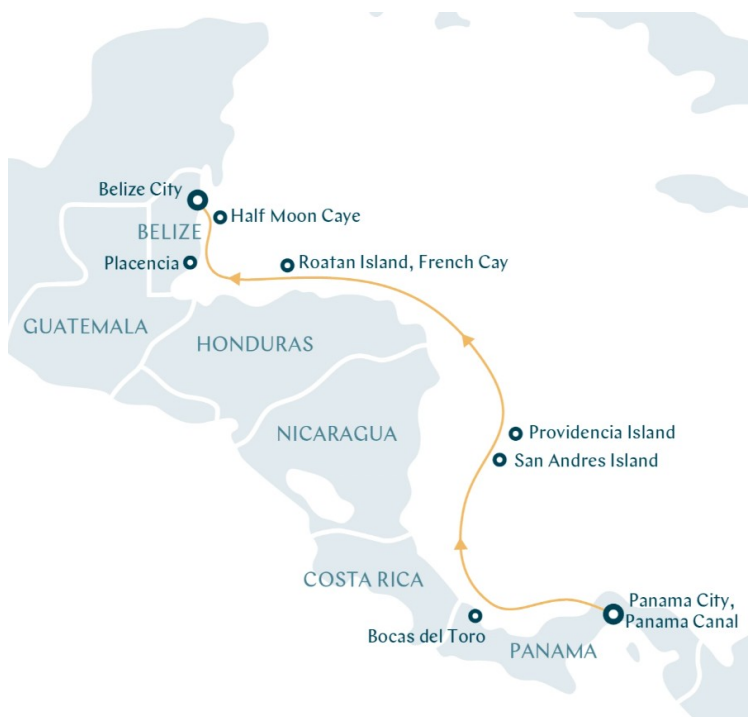 Belize City
Half Moon Caye
BELIZE
Placencia
Roatan Island, French Cay
GUATEMALA
HONDURAS
NICARAGUA
Providencia Island
San Andres Island
COSTA RICA
Panama City,
Panama Canal
Bocas del Toro
PANAMA